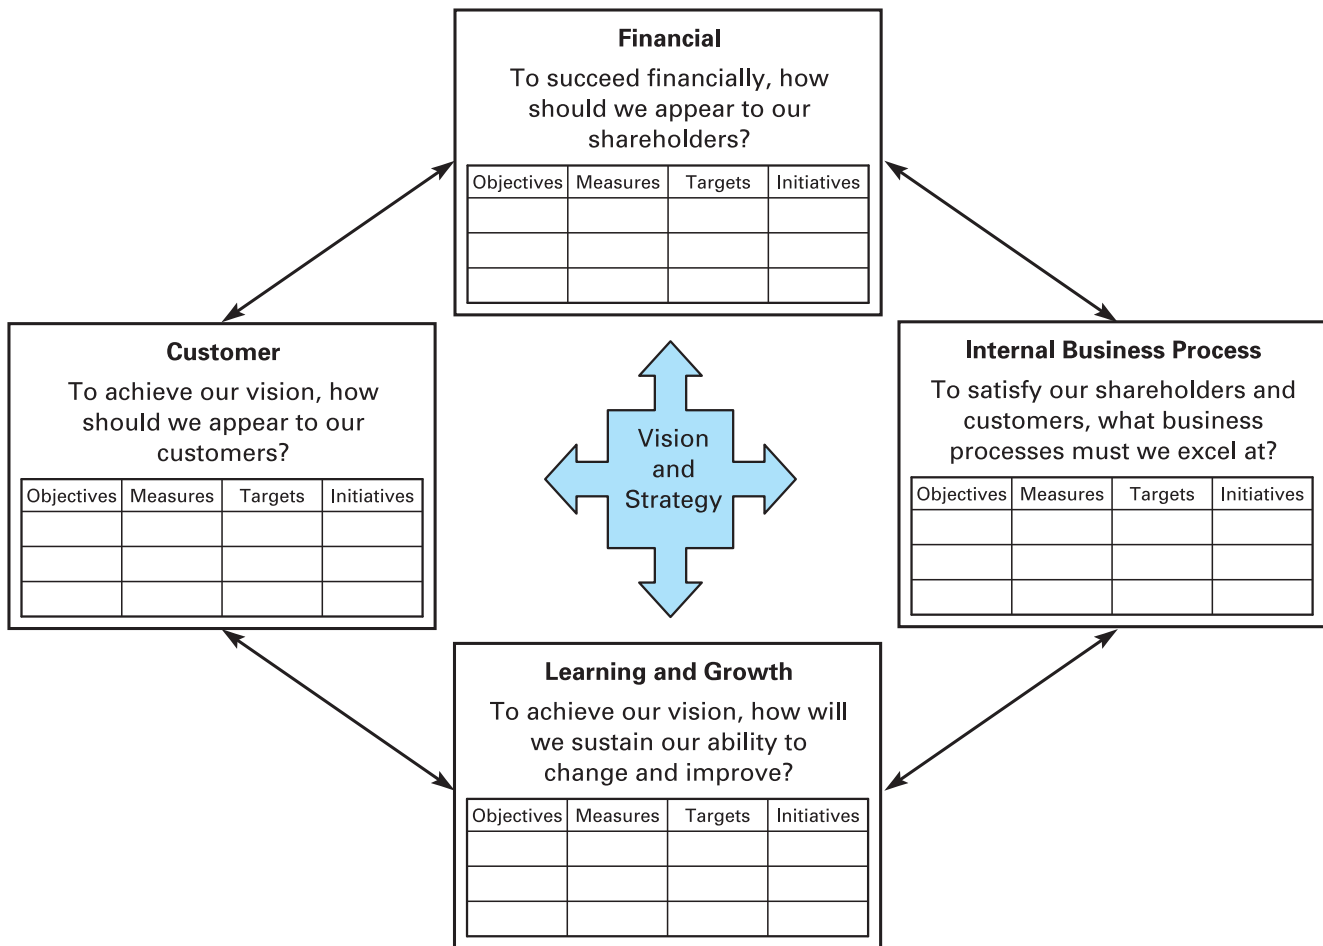 Financial
To succeed financially, how
should we appear to our
shareholders?
Objectives Measures Targets Initiatives
Customer
To achieve our vision, how
should we appear to our
customers?
Objectives Measures Targets Initiatives
Vision
and
Strategy
Internal Business Process
To satisfy our shareholders and
customers, what business
processes must we excel at?
Objectives Measures Targets Initiatives
Learning and Growth
To achieve our vision, how will
we sustain our ability to
change and improve?
Objectives Measures Targets Initiatives